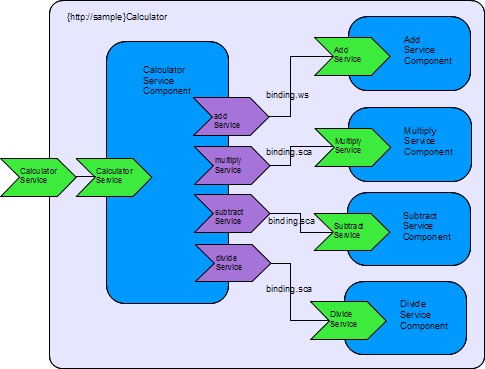 {http://sample}Calculator
Calculator
Service
Component
Calculator
Service
Calculator
Service
add
Service
multiply
Service
subtract
Service
divide
Service
binding.ws
binding.sca
binding.sca
binding.sca
Add
Service
Add
Service
Component
Multiply
Service
Multiply
Service
Component
Subtract
Service
Subtract
Service
Component
Divide
Service
Divide
Service
Component